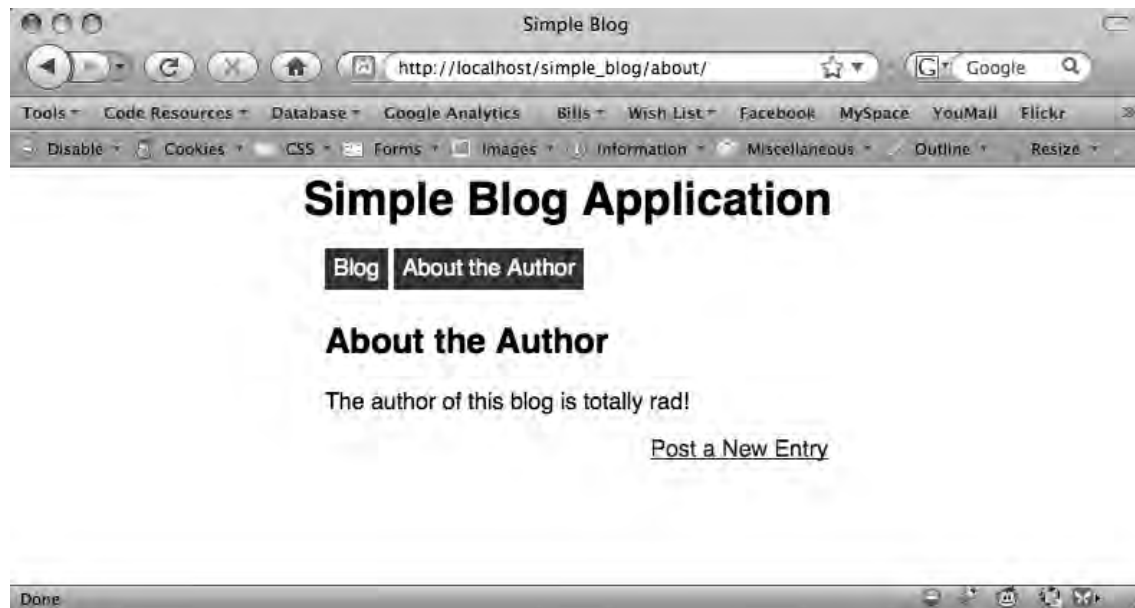 Simple Blog
http://localhost/simple_blog/about/
Google
Tools Code Resources Database Google Analytics Bills Wish List Facebook MySpace YouMail Flickr
Disable Cookies CSS Forms Images Information Miscellaneous Outline Resize
Simple Blog Application
Blog About the Author
About the Author
The author of this blog is totally rad!
Post a New Entry
Done